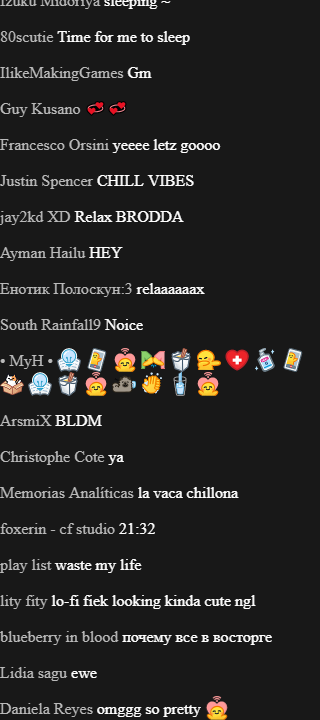 Izuku Midoriya sleeping ~
80scutie Time for me to sleep
IlikeMakingGames Gm
Guy Kusano 💞 💞
Francesco Orsini yeeee letz goooo
Justin Spencer CHILL VIBES
jay2kd XD Relax BRODDA
Ayman Hailu HEY
Енотик Полоскун:3 relaaaaaax
South Rainfall9 Noice
• MyH •
ArsmiX BLDM
Christophe Cote ya
Memorias Analíticas la vaca chillona
foxerin - cf studio 21:32
play list waste my life
lity fity lo-fi fiek looking kinda cute ngl
blueberry in blood почему все в восторге
Lidia sagu ewe
Daniela Reyes omggg so pretty